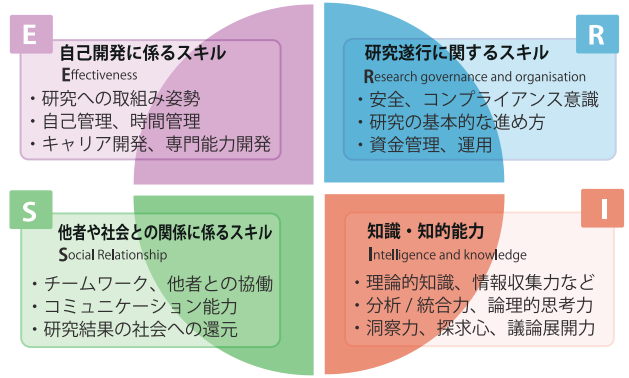 E
自己開発に係るスキル
Effectiveness
・研究への取組み姿勢
・自己管理、時間管理
・キャリア開発、専門能力開発
R
研究遂行に関するスキル
Research governance and organisation
・安全、コンプライアンス意識
・研究の基本的な進め方
・資金管理、運用
S
他者や社会との関係に係るスキル
Social Relationship
・チームワーク、他者との協働
・コミュニケーション能力
・研究結果の社会への還元
I
知識・知的能力
Intelligence and knowledge
・理論的知識、情報収集力など
・分析 / 統合力、論理的思考力
・洞察力、探求心、議論展開力